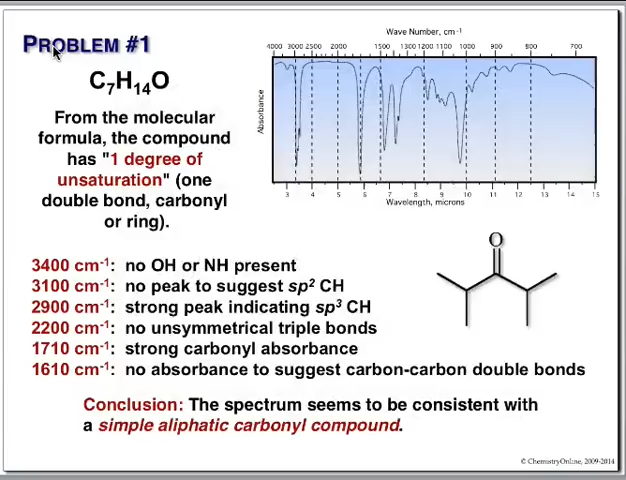 PROBLEM #1
C7H14O
From the molecular
formula, the compound
has "1 degree of
unsaturation" (one
double bond, carbonyl
or ring).
Wave Number, cm-1
4000 3000 2500 2000 1500 1300 1200 1100 1000 900 800 700
Absorbance
3 4 5 6 7 8 9 10 11 12 13 14 15
Wavelength, microns
3400 cm-1: no OH or NH present
3100 cm-1: no peak to suggest sp2 CH
2900 cm-1: strong peak indicating sp3 CH
2200 cm-1: no unsymmetrical triple bonds
1710 cm-1: strong carbonyl absorbance
1610 cm-1: no absorbance to suggest carbon-carbon double bonds
O
Conclusion: The spectrum seems to be consistent with
a simple aliphatic carbonyl compound.
© ChemistryOnline, 2009-2014